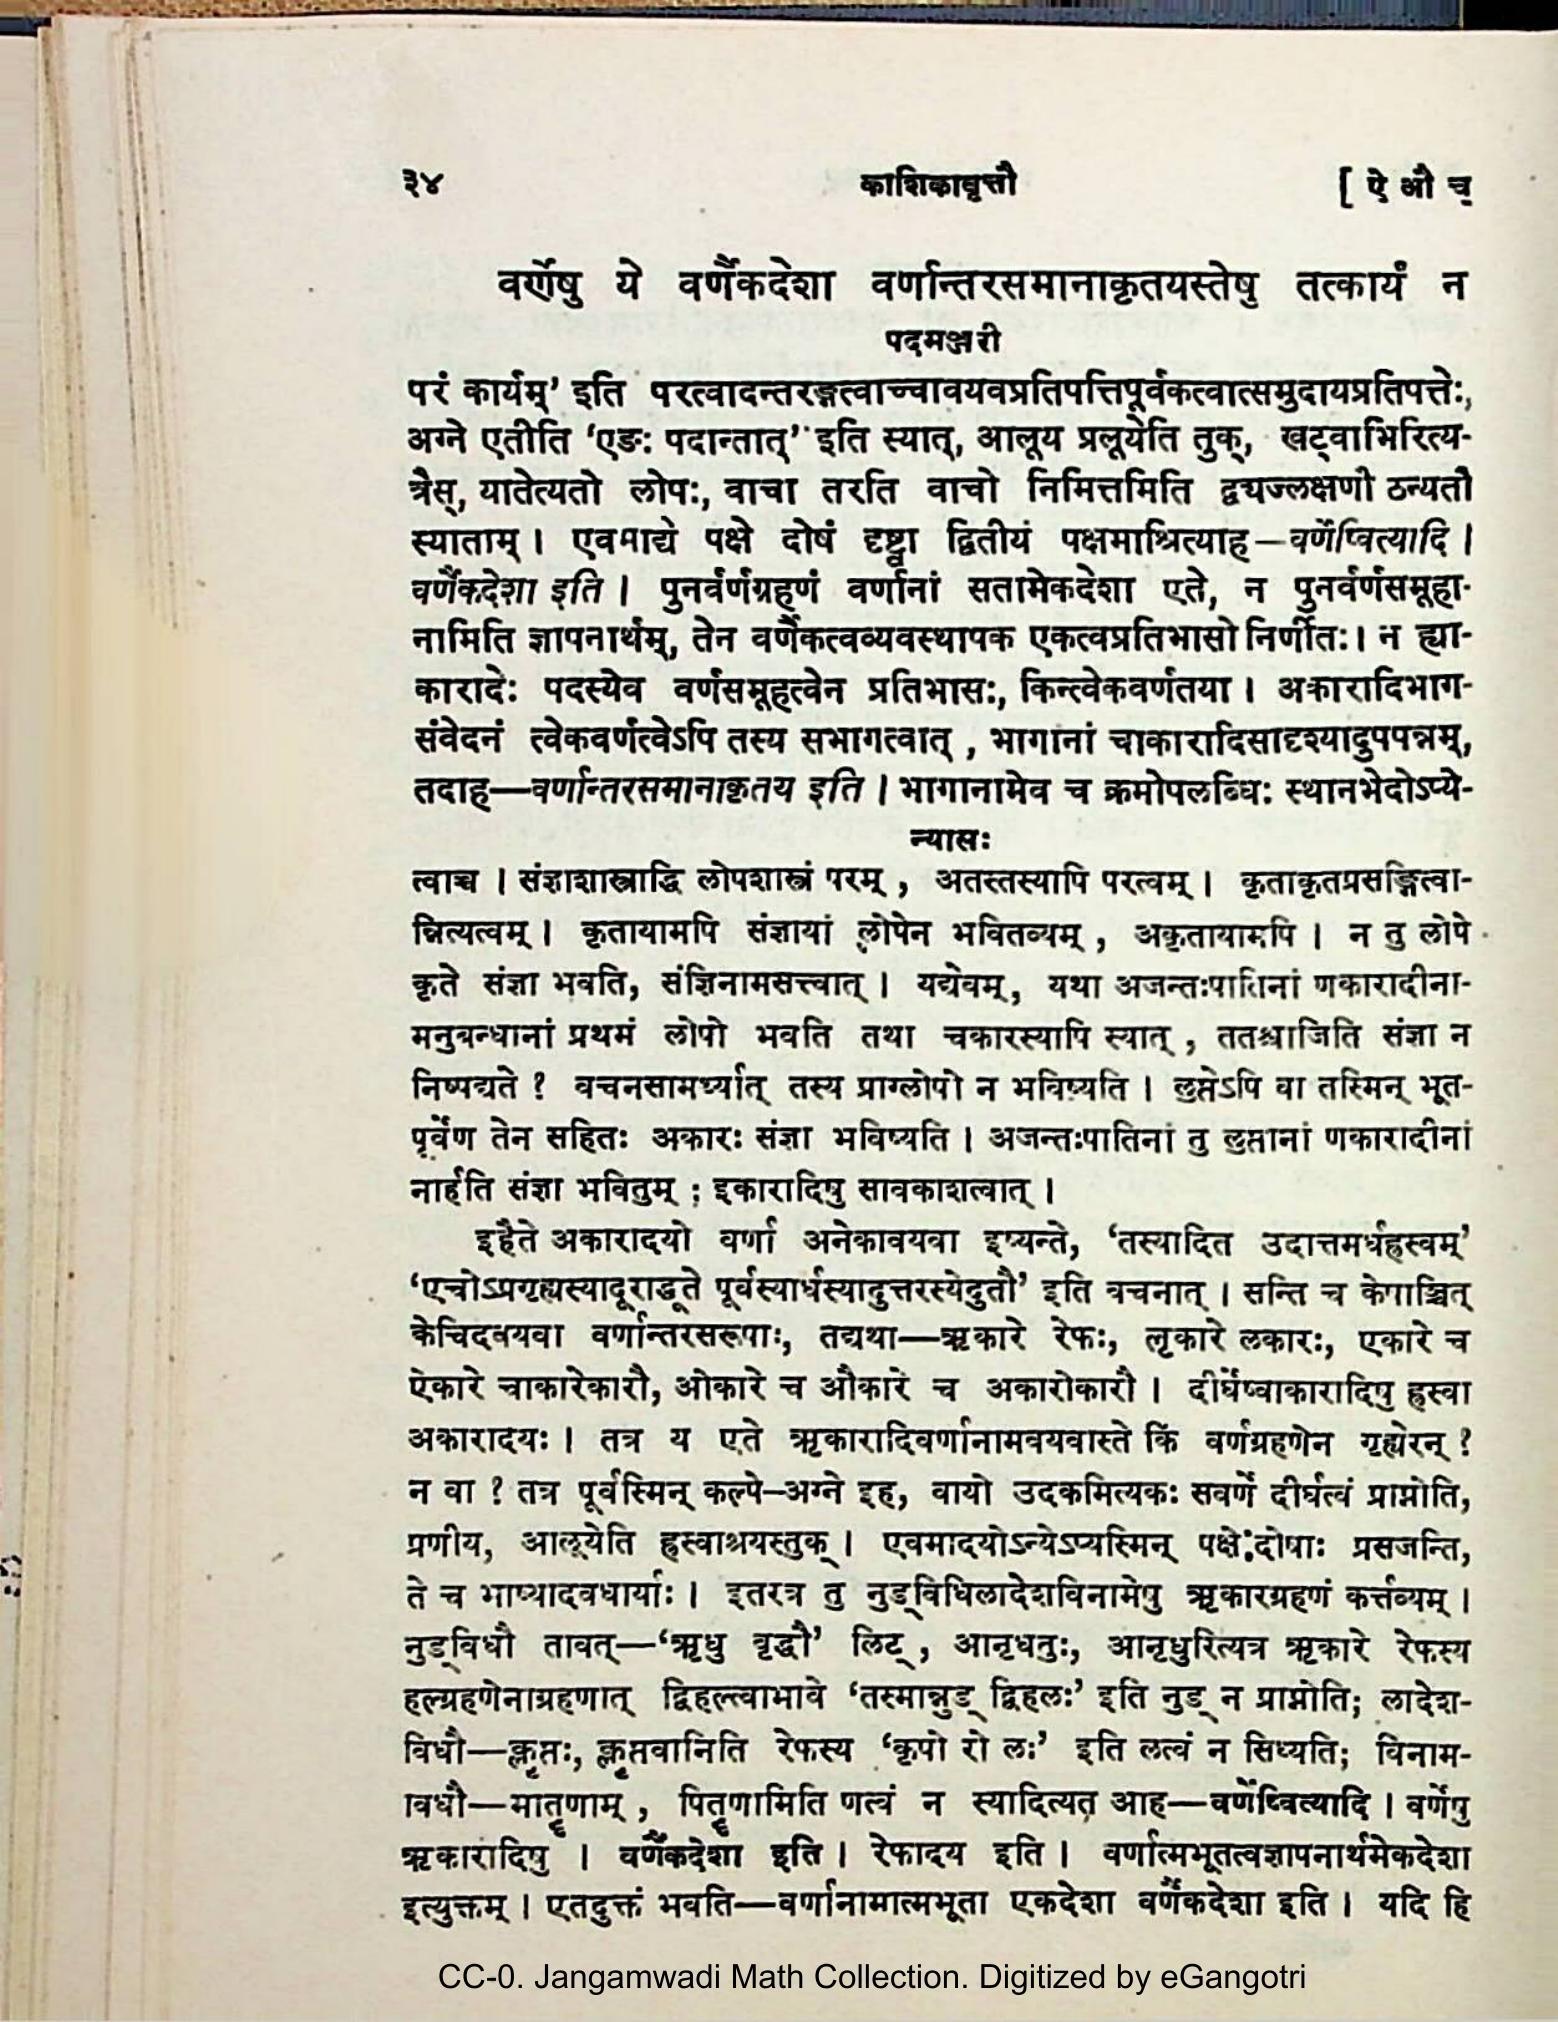 ३४ काशिकावृत्तौ [ ऐ औ च्
वर्णेषु ये वर्णैकदेशा वर्णान्तरसमानाकृतयस्तेषु तत्कार्यं न
पदमञ्जरी
परं कार्यम्’ इति परत्वादन्तरङ्गत्वाच्चावयवप्रतिपत्तिपूर्वकत्वात्समुदायप्रतिपत्तेः,
अग्ने एतीति ‘एङः पदान्तात्’ इति स्यात्, आलूय प्रलूयेति तुक्, खट्वाभिरित्य-
त्रैस्, यातेत्यतो लोपः, वाचा तरति वाचो निमित्तमिति द्व्यज्लक्षणौ ठन्यतौ
स्याताम् । एवमाद्ये पक्षे दोषं दृष्ट्वा द्वितीयं पक्षमाश्रित्याह—वर्णेष्वित्यादि ।
वर्णैकदेशा इति । पुनर्वर्णग्रहणं वर्णानां सतामेकदेशा एते, न पुनर्वर्णसमूहा-
नामिति ज्ञापनार्थम्, तेन वर्णैकत्वव्यवस्थापक एकत्वप्रतिभासो निर्णीतः। न ह्या-
कारादेः पदस्येव वर्णसमूहत्वेन प्रतिभासः, किन्त्वेकवर्णतया । अकारादिभाग-
संवेदनं त्वेकवर्णत्वेऽपि तस्य सभागत्वात् , भागानां चाकारादिसादृश्यादुपपन्नम्,
तदाह—वर्णान्तरसमानाकृतय इति । भागानामेव च क्रमोपलब्धिः स्थानभेदोऽप्ये-
न्यासः
त्वाच्च । संज्ञाशास्त्राद्धि लोपशास्त्रं परम् , अतस्तस्यापि परत्वम् । कृताकृतप्रसङ्गित्वा-
न्नित्यत्वम् । कृतायामपि संज्ञायां लोपेन भवितव्यम् , अकृतायामपि । न तु लोपे
कृते संज्ञा भवति, संज्ञिनामसत्त्वात् । यद्येवम्, यथा अजन्तःपातिनां णकारादीना-
मनुबन्धानां प्रथमं लोपो भवति तथा चकारस्यापि स्यात् , ततश्चाजिति संज्ञा न
निष्पद्यते ? वचनसामर्थ्यात् तस्य प्राग्लोपो न भविष्यति । लुप्तेऽपि वा तस्मिन् भूत-
पूर्वेण तेन सहितः अकारः संज्ञा भविष्यति । अजन्तःपातिनां तु लुप्तानां णकारादीनां
नार्हति संज्ञा भवितुम् ; इकारादिषु सावकाशत्वात् ।
इहैते अकारादयो वर्णा अनेकावयवा इष्यन्ते, ‘तस्यादित उदात्तमर्धह्रस्वम्’
‘एचोऽप्रगृह्यस्यादूराद्धूते पूर्वस्यार्धस्यादुत्तरस्येदुतौ’ इति वचनात् । सन्ति च केषाञ्चित्
केचिदवयवा वर्णान्तरसरूपाः, तद्यथा—ऋकारे रेफः, लृकारे लकारः, एकारे च
ऐकारे चाकारेकारौ, ओकारे च औकारे च अकारोकारौ । दीर्घेष्वाकारादिषु ह्रस्वा
अकारादयः । तत्र य एते ऋकारादिवर्णानामवयवास्ते किं वर्णग्रहणेन गृह्येरन् ?
न वा ? तत्र पूर्वस्मिन् कल्पे–अग्ने इह, वायो उदकमित्यकः सवर्णे दीर्घत्वं प्राप्नोति,
प्रणीय, आलूयेति ह्रस्वाश्रयस्तुक् । एवमादयोऽन्येऽप्यस्मिन् पक्षे दोषाः प्रसजन्ति,
ते च भाष्यादवधार्याः । इतरत्र तु नुड्विधिलादेशविनामेषु ऋकारग्रहणं कर्त्तव्यम् ।
नुड्विधौ तावत्—‘ऋधु वृद्धौ’ लिट् , आनृधतुः, आनृधुरित्यत्र ऋकारे रेफस्य
हल्ग्रहणेनाग्रहणात् द्विहल्त्वाभावे ‘तस्मान्नुड् द्विहलः’ इति नुड् न प्राप्नोति; लादेश-
विधौ—क्लृप्तः, क्लृप्तवानिति रेफस्य ‘कृपो रो लः’ इति लत्वं न सिध्यति; विनाम-
विधौ—मातॄणाम् , पितॄणामिति णत्वं न स्यादित्यत आह—वर्णेष्वित्यादि । वर्णेषु
ऋकारादिषु । वर्णैकदेशा इति । रेफादय इति । वर्णात्मभूतत्वज्ञापनार्थमेकदेशा
इत्युक्तम् । एतदुक्तं भवति—वर्णानामात्मभूता एकदेशा वर्णैकदेशा इति । यदि हि
CC-0. Jangamwadi Math Collection. Digitized by eGangotri